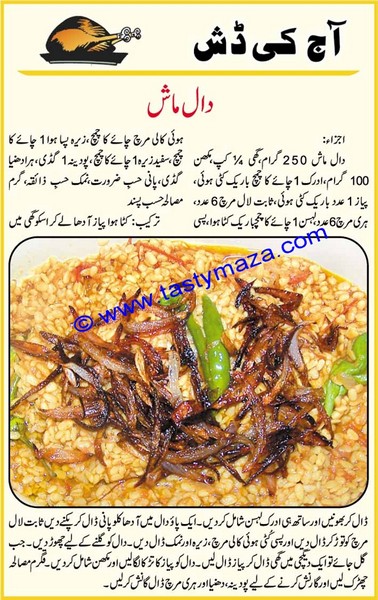 آج کی ڈش
دال ماش
اجزاء:
دال ماش 250 گرام، گھی ¼ کپ، مکھن
100 گرام، ادرک 1 چائے کا چمچ باریک کٹی ہوئی،
پیاز 1 عدد باریک کٹی ہوئی، ثابت لال مرچ 6 عدد،
ہری مرچ 6 عدد، لہسن 1 چائے کا چمچ باریک کٹا ہوا، پسی
ہوئی کالی مرچ چائے کا چمچ، زیرہ پسا ہوا 1 چائے کا
چمچ، سفید زیرہ 1 چائے کا چمچ، پودینہ 1 گڈی، ہرا دھنیا
گڈی، پانی حسب ضرورت، نمک حسب ذائقہ، گرم
مصالحہ حسب پسند
ترکیب: کٹا ہوا پیاز آدھا لے کر اسکو گھی میں
© www.tastymaza.com
ڈال کر بھونیں اور ساتھ ہی ادرک لہسن شامل کر دیں۔ ایک پاؤ دال میں آدھا کلو پانی ڈال کر پکنے دیں ثابت لال
مرچ کو توڑ کر ڈال دیں اور پسی کٹی ہوئی کالی مرچ، زیرہ اور نمک ڈال دیں۔ دال کو گلنے کے لیے چھوڑ دیں۔ جب
گل جائے تو ایک دیگچی میں گھی ڈال کر پیاز ڈال لیں۔ دال کو پیاز کا تڑکا لگائیں اور مکھن شامل کر دیں۔ گرم مصالحہ
چھڑک لیں اور گارنش کرنے کے لیے پودینہ، دھنیا اور ہری مرچ ڈال گانش کر لیں۔